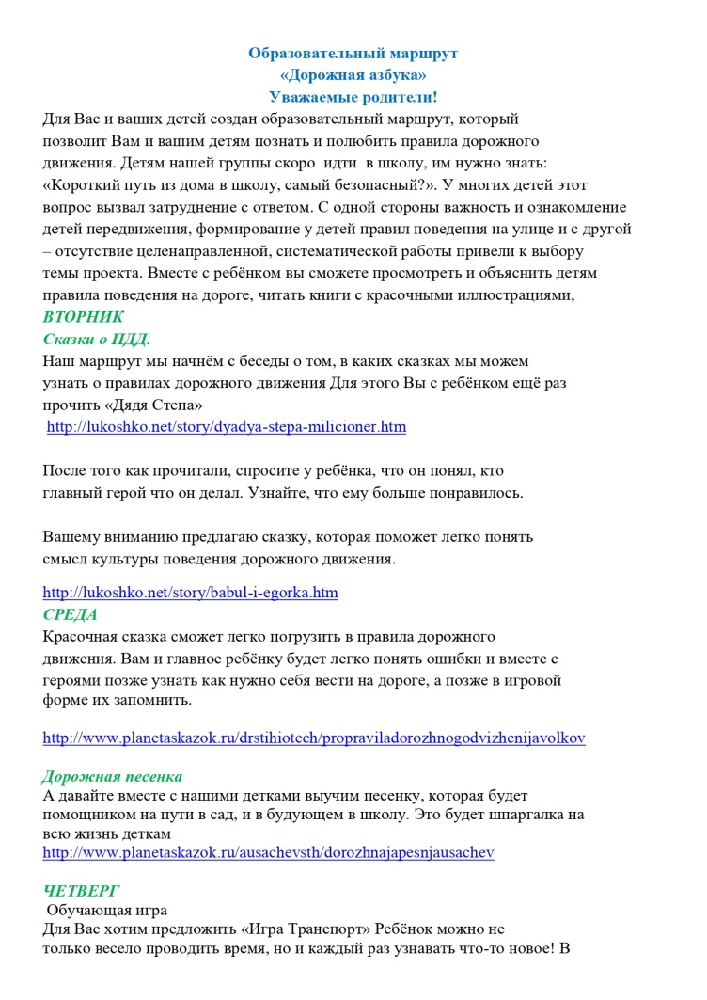 Образовательный маршрут
«Дорожная азбука»
Уважаемые родители!
Для Вас и ваших детей создан образовательный маршрут, который
позволит Вам и вашим детям познать и полюбить правила дорожного
движения. Детям нашей группы скоро  идти  в школу, им нужно знать:
«Короткий путь из дома в школу, самый безопасный?». У многих детей этот
вопрос вызвал затруднение с ответом. С одной стороны важность и ознакомление
детей передвижения, формирование у детей правил поведения на улице и с другой
– отсутствие целенаправленной, систематической работы привели к выбору
темы проекта. Вместе с ребёнком вы сможете просмотреть и объяснить детям
правила поведения на дороге, читать книги с красочными иллюстрациями,
ВТОРНИК
Сказки о ПДД.
Наш маршрут мы начнём с беседы о том, в каких сказках мы можем
узнать о правилах дорожного движения Для этого Вы с ребёнком ещё раз
прочить «Дядя Степа»
http://lukoshko.net/story/dyadya-stepa-milicioner.htm
После того как прочитали, спросите у ребёнка, что он понял, кто
главный герой что он делал. Узнайте, что ему больше понравилось.
Вашему вниманию предлагаю сказку, которая поможет легко понять
смысл культуры поведения дорожного движения.
http://lukoshko.net/story/babul-i-egorka.htm
СРЕДА
Красочная сказка сможет легко погрузить в правила дорожного
движения. Вам и главное ребёнку будет легко понять ошибки и вместе с
героями позже узнать как нужно себя вести на дороге, а позже в игровой
форме их запомнить.
http://www.planetaskazok.ru/drstihiotech/propraviladorozhnogodvizhenijavolkov
Дорожная песенка
А давайте вместе с нашими детками выучим песенку, которая будет
помощником на пути в сад, и в будующем в школу. Это будет шпаргалка на
всю жизнь деткам
http://www.planetaskazok.ru/ausachevsth/dorozhnajapesnjausachev
ЧЕТВЕРГ
Обучающая игра
Для Вас хотим предложить «Игра Транспорт» Ребёнок можно не
только весело проводить время, но и каждый раз узнавать что-то новое! В